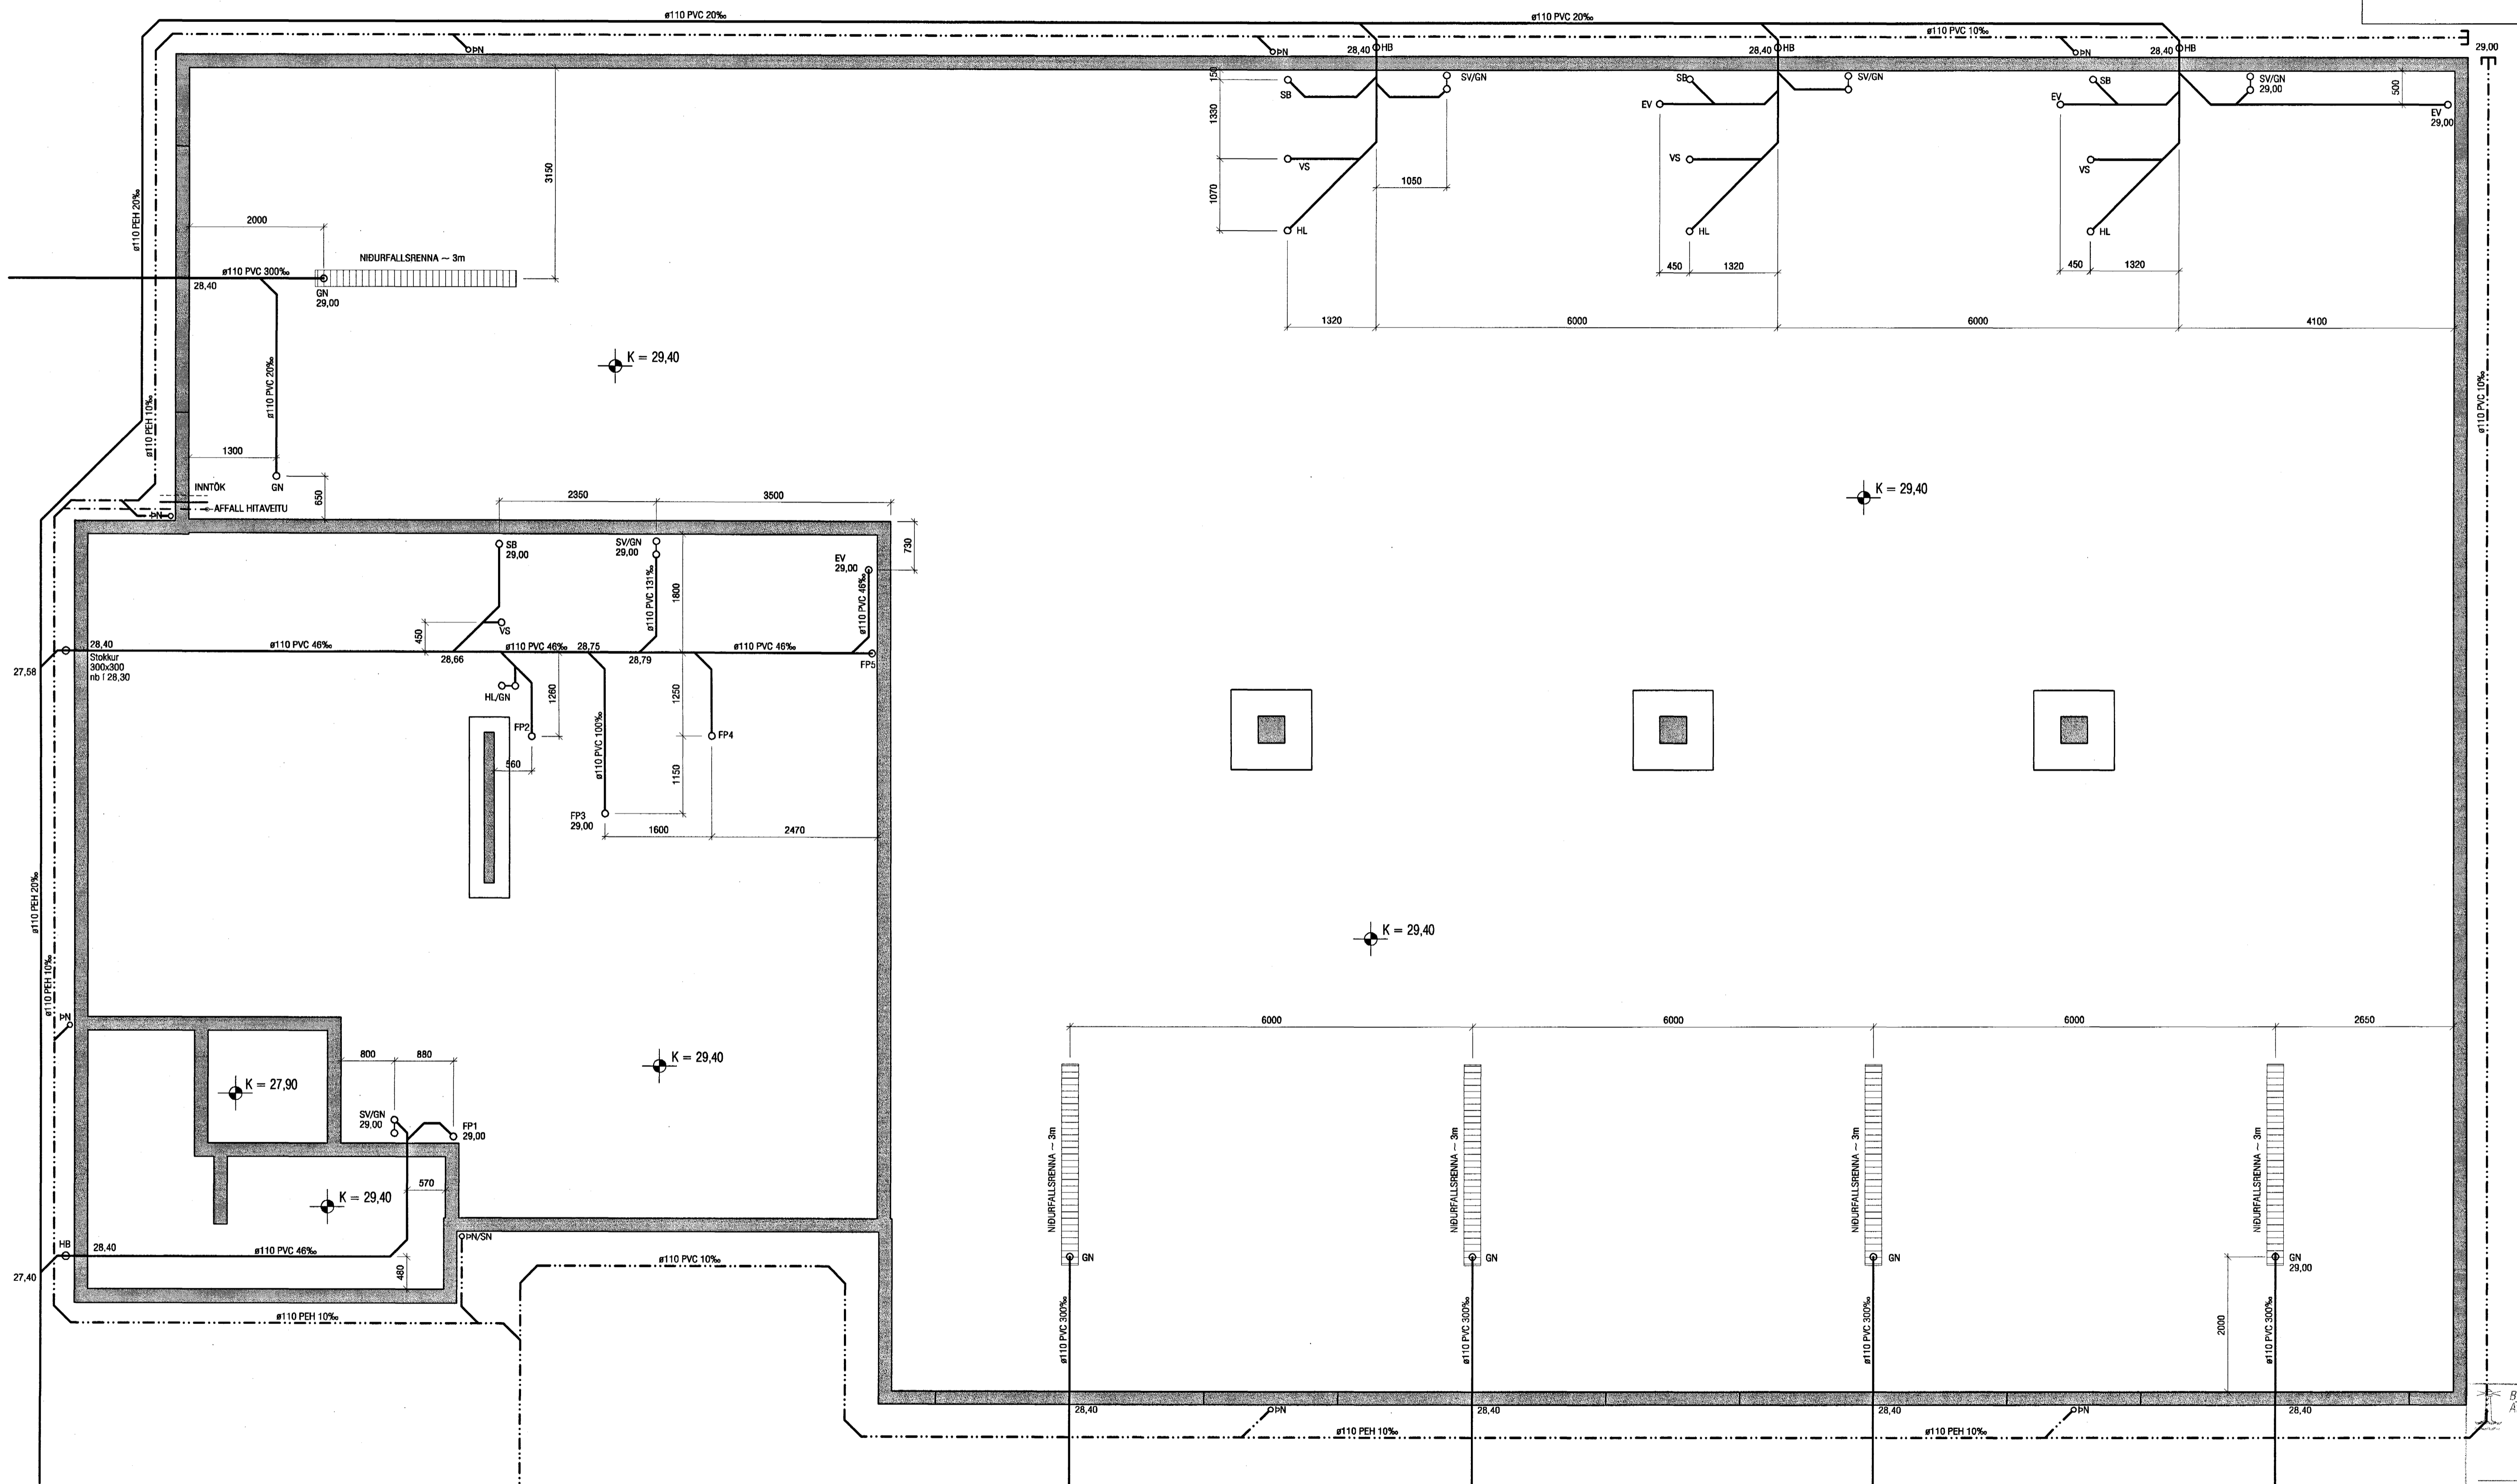 ø110 PVC 20‰
ø110 PVC 20‰
ø110 PVC 10‰
ÞN
ÞN
28,40
HB
28,40
HB
ÞN
28,40
HB
29,00
150
SB
SV/GN
SB
SV/GN
SB
SV/GN
29,00
500
1330
EV
EV
EV
29,00
VS
VS
VS
3150
1070
1050
ø110 PEH 20‰
2000
HL
HL
HL
NIÐURFALLSRENNA ~ 3m
450
1320
450
1320
ø110 PVC 300‰
28,40
GN
29,00
1320
6000
6000
4100
K = 29,40
ø110 PVC 20‰
ø110 PEH 10‰
ø110 PVC 10‰
1300
INNTÖK
GN
650
K = 29,40
2350
3500
AFFALL HITAVEITU
ÞN
SB
29,00
SV/GN
29,00
730
EV
29,00
ø110 PVC 131‰
1800
ø110 PVC 46‰
450
VS
28,40
ø110 PVC 46‰
28,66
ø110 PVC 46‰
28,75
28,79
ø110 PVC 46‰
FP5
Stokkur
300x300
nb í 28,30
27,58
HL/GN
1260
1250
FP2
FP4
560
ø110 PVC 100‰
1150
FP3
29,00
1600
2470
ø110 PEH 20‰
ø110 PEH 10‰
K = 29,40
ÞN
6000
6000
6000
2650
800
880
K = 29,40
K = 27,90
SV/GN
29,00
FP1
29,00
NIÐURFALLSRENNA ~ 3m
NIÐURFALLSRENNA ~ 3m
NIÐURFALLSRENNA ~ 3m
NIÐURFALLSRENNA ~ 3m
570
K = 29,40
ÞN/SN
HB
28,40
ø110 PVC 46‰
480
27,40
ø110 PVC 10‰
GN
GN
GN
GN
29,00
ø110 PEH 10‰
ø110 PVC 300‰
ø110 PVC 300‰
ø110 PVC 300‰
2000
ø110 PVC 300‰
28,40
28,40
28,40
28,40
ÞN
ÞN
ø110 PEH 10‰
ø110 PEH 10‰